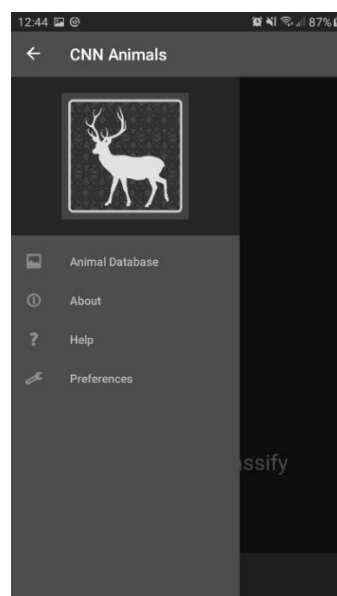 12:44 87%
CNN Animals
Animal Database
About
? Help
Preferences
ssify